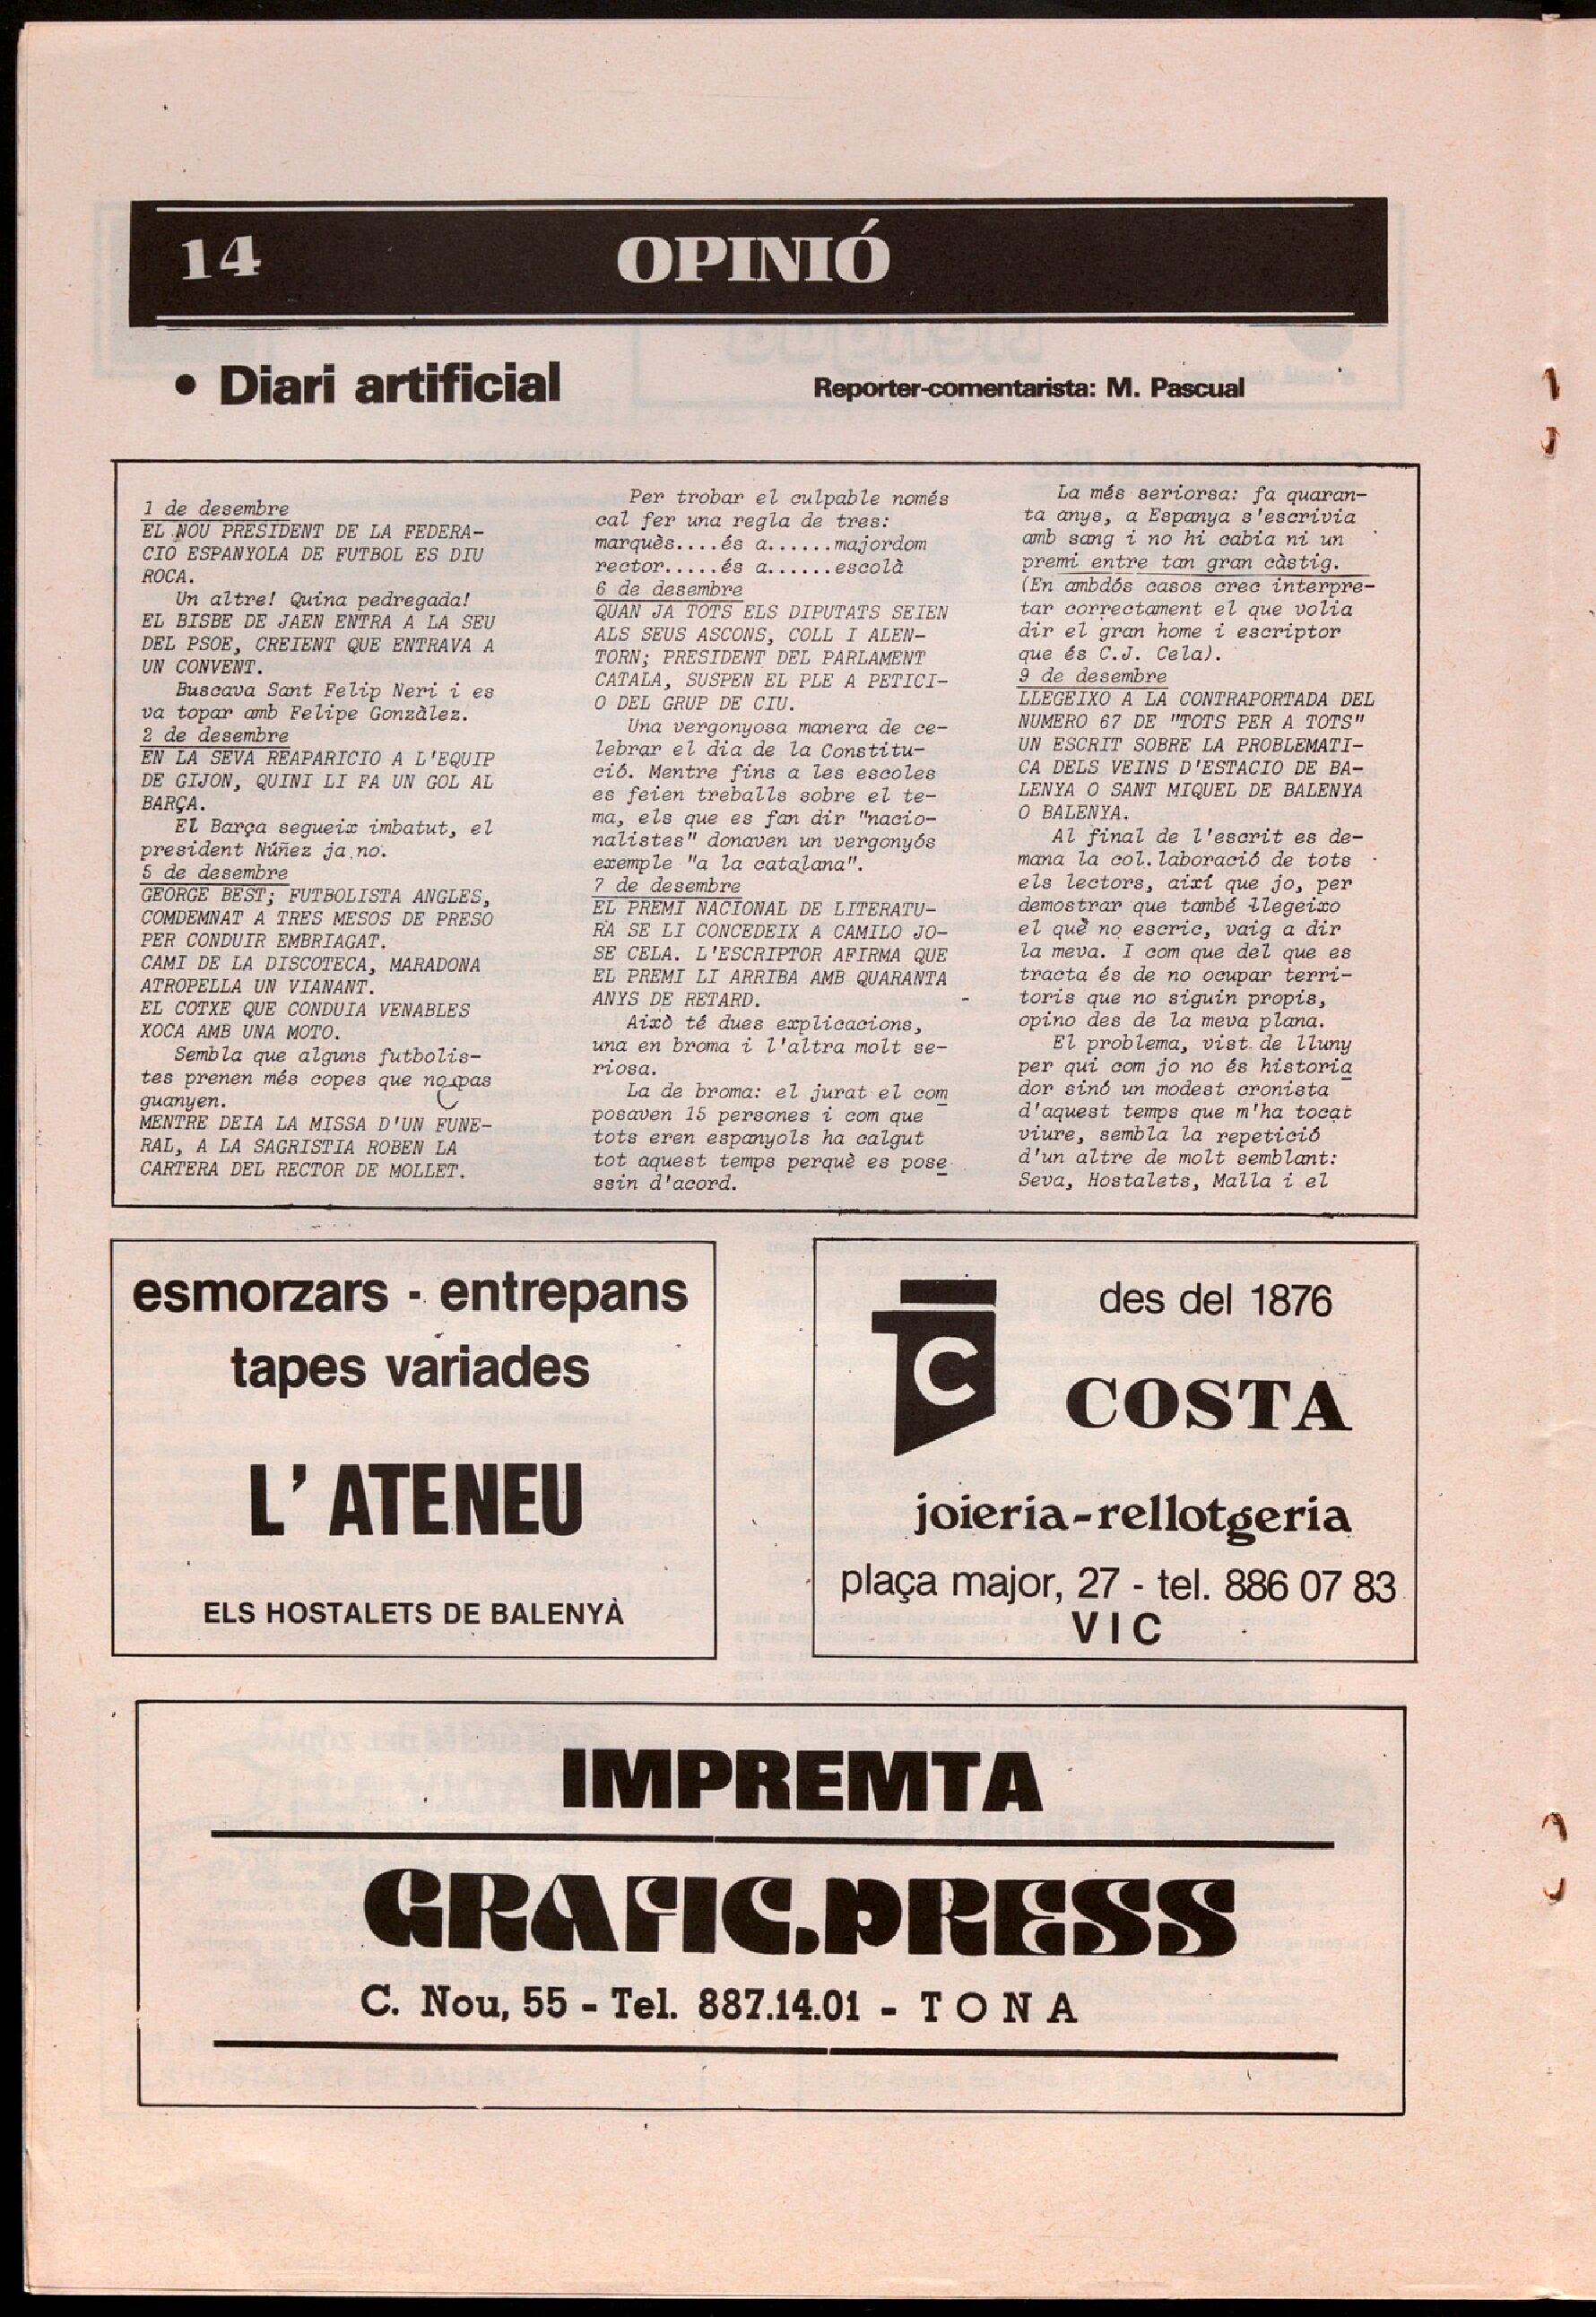 14
OPINIÓ
• Diari artificial
Reporter-comentarista: M. Pascual
1 de desembre
EL NOU PRESIDENT DE LA FEDERA-
CIO ESPANYOLA DE FUTBOL ES DIU
ROCA.
Un altre! Quina pedregada!
EL BISBE DE JAEN ENTRA A LA SEU
DEL PSOE, CREIENT QUE ENTRAVA A
UN CONVENT.
Buscava Sant Felip Neri i es
va topar amb Felipe Gonzàlez.
2 de desembre
EN LA SEVA REAPARICIO A L'EQUIP
DE GIJON, QUINI LI FA UN GOL AL
BARÇA.
El Barça segueix imbatut, el
president Núñez ja no.
5 de desembre
GEORGE BEST; FUTBOLISTA ANGLES,
COMDEMNAT A TRES MESOS DE PRESO
PER CONDUIR EMBRIAGAT.
CAMI DE LA DISCOTECA, MARADONA
ATROPELLA UN VIANANT.
EL COTXE QUE CONDUIA VENABLES
XOCA AMB UNA MOTO.
Sembla que alguns futbolis-
tes prenen més copes que no pas
guanyen.
MENTRE DEIA LA MISSA D'UN FUNE-
RAL, A LA SAGRISTIA ROBEN LA
CARTERA DEL RECTOR DE MOLLET.
Per trobar el culpable només
cal fer una regla de tres:
marquès....és a......majordom
rector.....és a......escolà
6 de desembre
QUAN JA TOTS ELS DIPUTATS SEIEN
ALS SEUS ASCONS, COLL I ALEN-
TORN; PRESIDENT DEL PARLAMENT
CATALA, SUSPEN EL PLE A PETICI-
O DEL GRUP DE CIU.
Una vergonyosa manera de ce-
lebrar el dia de la Constitu-
ció. Mentre fins a les escoles
es feien treballs sobre el te-
ma, els que es fan dir "nacio-
nalistes" donaven un vergonyós
exemple "a la catalana".
7 de desembre
EL PREMI NACIONAL DE LITERATU-
RA SE LI CONCEDEIX A CAMILO JO-
SE CELA. L'ESCRIPTOR AFIRMA QUE
EL PREMI LI ARRIBA AMB QUARANTA
ANYS DE RETARD.
Això té dues explicacions,
una en broma i l'altra molt se-
riosa.
La de broma: el jurat el com
posaven 15 persones i com que
tots eren espanyols ha calgut
tot aquest temps perquè es pose
ssin d'acord.
La més seriorsa: fa quaran-
ta anys, a Espanya s'escrivia
amb sang i no hi cabia ni un
premi entre tan gran càstig.
(En ambdós casos crec interpre-
tar correctament el que volia
dir el gran home i escriptor
que és C.J. Cela).
9 de desembre
LLEGEIXO A LA CONTRAPORTADA DEL
NUMERO 67 DE "TOTS PER A TOTS"
UN ESCRIT SOBRE LA PROBLEMATI-
CA DELS VEINS D'ESTACIO DE BA-
LENYA O SANT MIQUEL DE BALENYA
O BALENYA.
Al final de l'escrit es de-
mana la col.laboració de tots
els lectors, així que jo, per
demostrar que també llegeixo
el què no escric, vaig a dir
la meva. I com que del que es
tracta és de no ocupar terri-
toris que no siguin propis,
opino des de la meva plana.
El problema, vist de lluny
per qui com jo no és historia
dor sinó un modest cronista
d'aquest temps que m'ha tocat
viure, sembla la repetició
d'un altre de molt semblant:
Seva, Hostalets, Malla i el
esmorzars - entrepans
tapes variades
L'ATENEU
ELS HOSTALETS DE BALENYÀ
C
des del 1876
COSTA
joieria-rellotgeria
plaça major, 27 - tel. 886 07 83
VIC
IMPREMTA
GRAFIC.PRESS
C. Nou, 55 - Tel. 887.14.01 - TONA